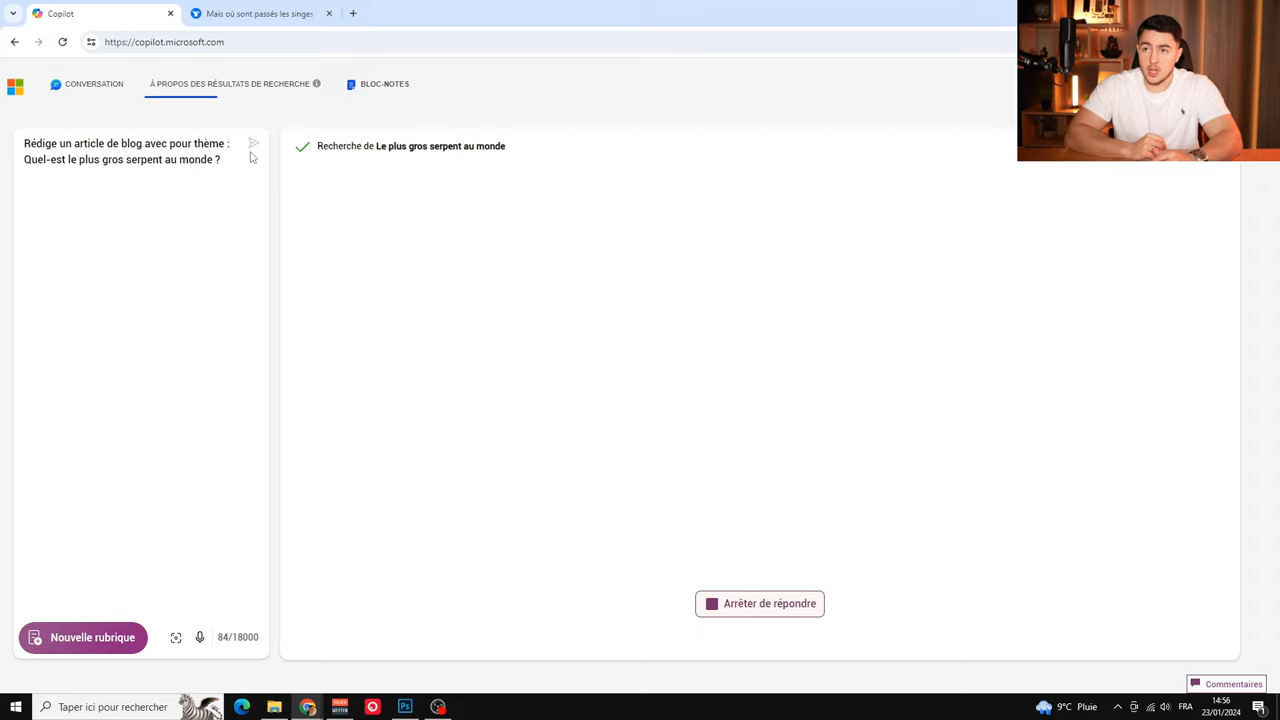 Copilot
Mais où sont passés les singes
https://copilot.microsoft.com
CONVERSATION
À PROPOS DES RÉSULTATS DE RECHERCHE
BLOC-NOTES
Rédige un article de blog avec pour thème :
Quel-est le plus gros serpent au monde ?
Recherche de Le plus gros serpent au monde
Arrêter de répondre
Nouvelle rubrique
84/18000
Commentaires
Taper ici pour rechercher
9°C Pluie
FRA
14:56
23/01/2024